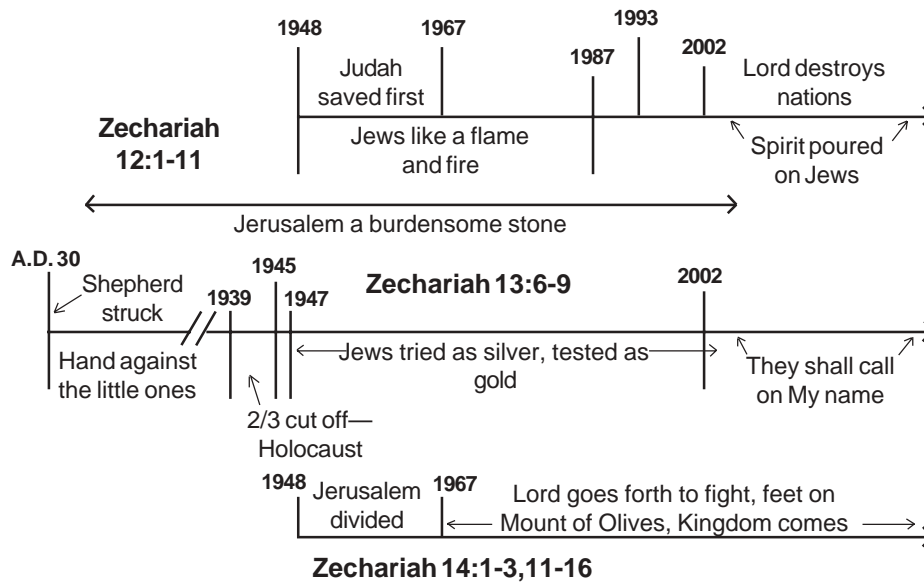 1948
1967
1987
1993
2002
Judah
saved first
Lord destroys
nations
Zechariah
12:1-11
Jews like a flame
and fire
Spirit poured
on Jews
Jerusalem a burdensome stone
A.D. 30
Shepherd
struck
1939
1945
1947
Zechariah 13:6-9
2002
Hand against
the little ones
Jews tried as silver, tested as
gold
They shall call
on My name
2/3 cut off—
Holocaust
1948
Jerusalem
divided
1967
Lord goes forth to fight, feet on
Mount of Olives, Kingdom comes
Zechariah 14:1-3,11-16